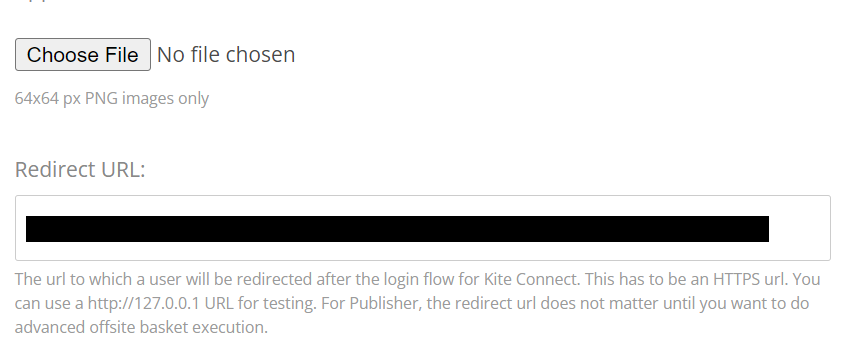 Choose File No file chosen
64x64 px PNG images only
Redirect URL:
The url to which a user will be redirected after the login flow for Kite Connect. This has to be an HTTPS url. You
can use a http://127.0.0.1 URL for testing. For Publisher, the redirect url does not matter until you want to do
advanced offsite basket execution.